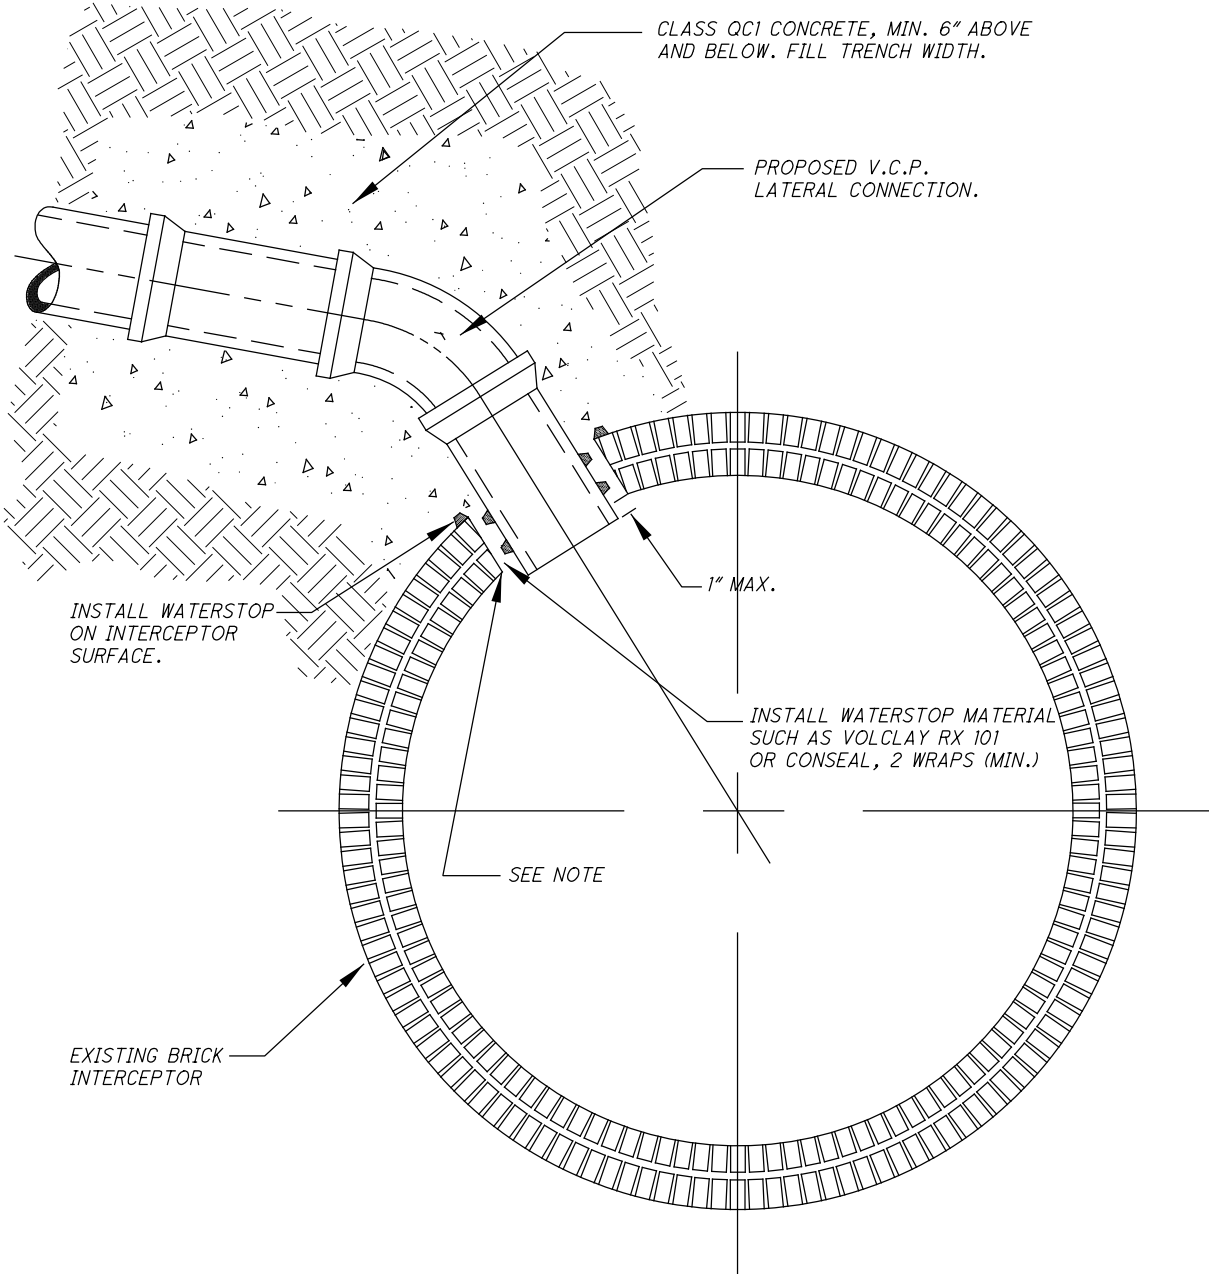 CLASS QC1 CONCRETE, MIN. 6" ABOVE
AND BELOW. FILL TRENCH WIDTH.
PROPOSED V.C.P.
LATERAL CONNECTION.
1" MAX.
INSTALL WATERSTOP
ON INTERCEPTOR
SURFACE.
INSTALL WATERSTOP MATERIAL
SUCH AS VOLCLAY RX 101
OR CONSEAL, 2 WRAPS (MIN.)
SEE NOTE
EXISTING BRICK
INTERCEPTOR